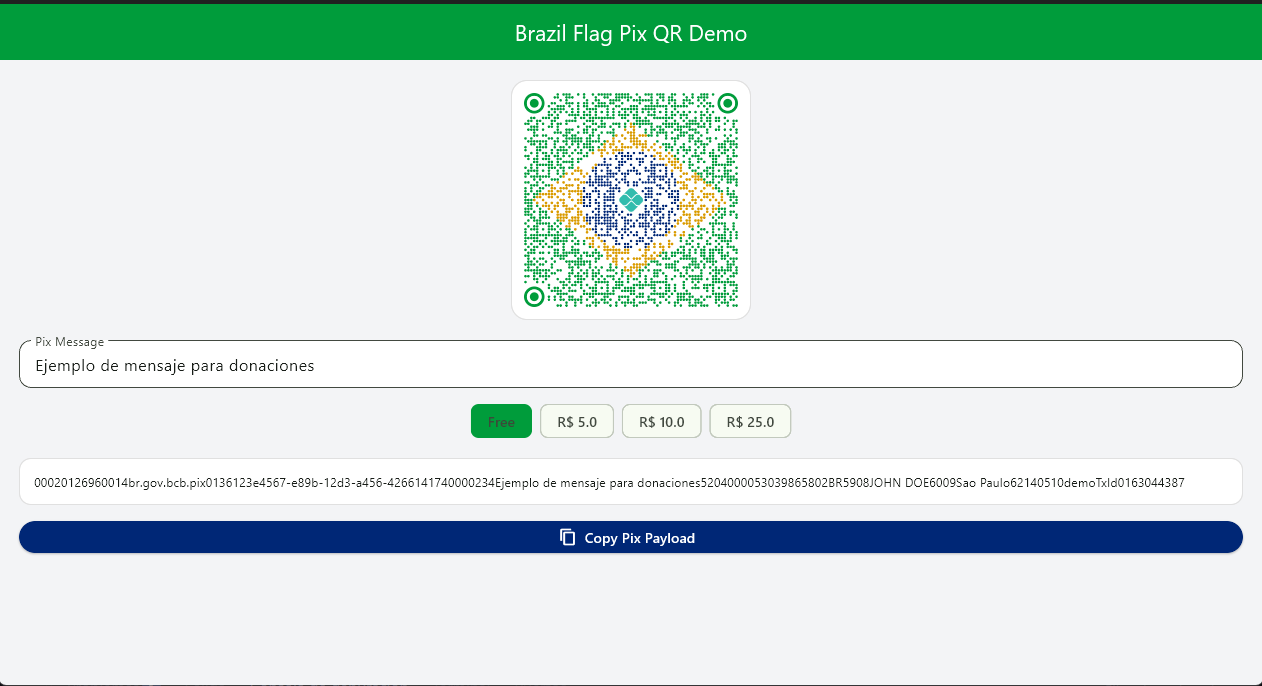 Brazil Flag Pix QR Demo
Pix Message
Ejemplo de mensaje para donaciones
Free
R$ 5.0
R$ 10.0
R$ 25.0
00020126960014br.gov.bcb.pix0136123e4567-e89b-12d3-a456-4266141740000234Ejemplo de mensaje para donaciones5204000053039865802BR5908JOHN DOE6009Sao Paulo62140510demoTxId0163044387
Copy Pix Payload